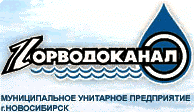 ГОРВОДОКАНАЛ
МУНИЦИПАЛЬНОЕ УНИТАРНОЕ ПРЕДПРИЯТИЕ
г.НОВОСИБИРСК